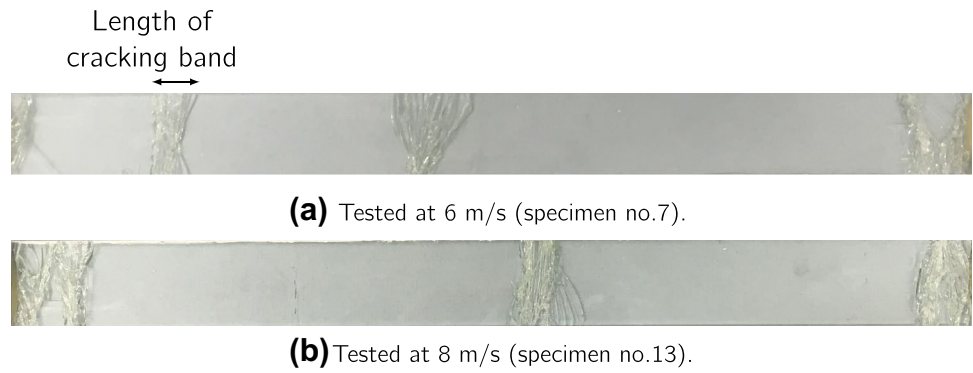 Length of
cracking band
(a) Tested at 6 m/s (specimen no.7).
(b) Tested at 8 m/s (specimen no.13).